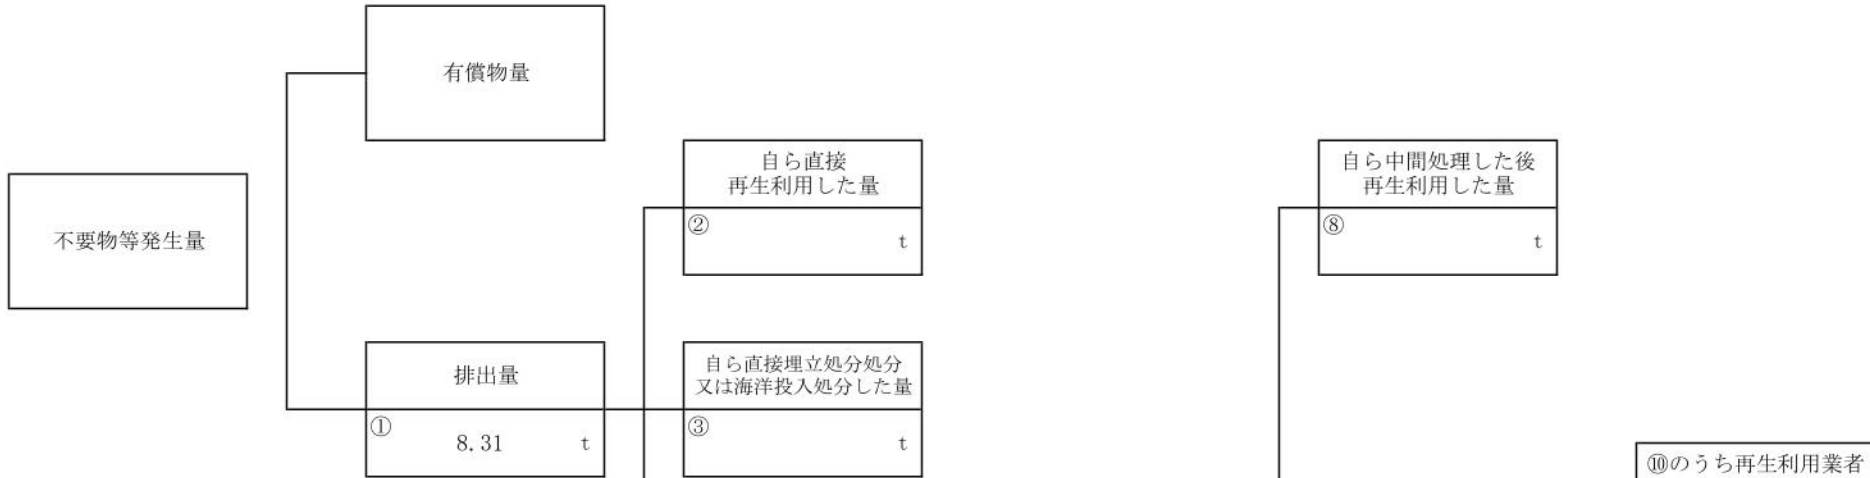 有償物量
自ら直接
再生利用した量
②
t
自ら中間処理した後
再生利用した量
⑧
t
不要物等発生量
排出量
①
8.31 t
自ら直接埋立処分処分
又は海洋投入処分した量
③
t
⑩のうち再生利用業者